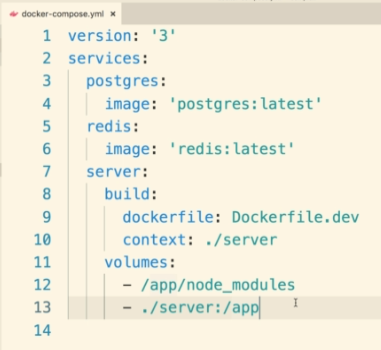 docker-compose.yml ×
1 version: '3'
2 services:
3   postgres:
4     image: 'postgres:latest'
5   redis:
6     image: 'redis:latest'
7   server:
8     build:
9       dockerfile: Dockerfile.dev
10       context: ./server
11     volumes:
12       - /app/node_modules
13       - ./server:/app
14